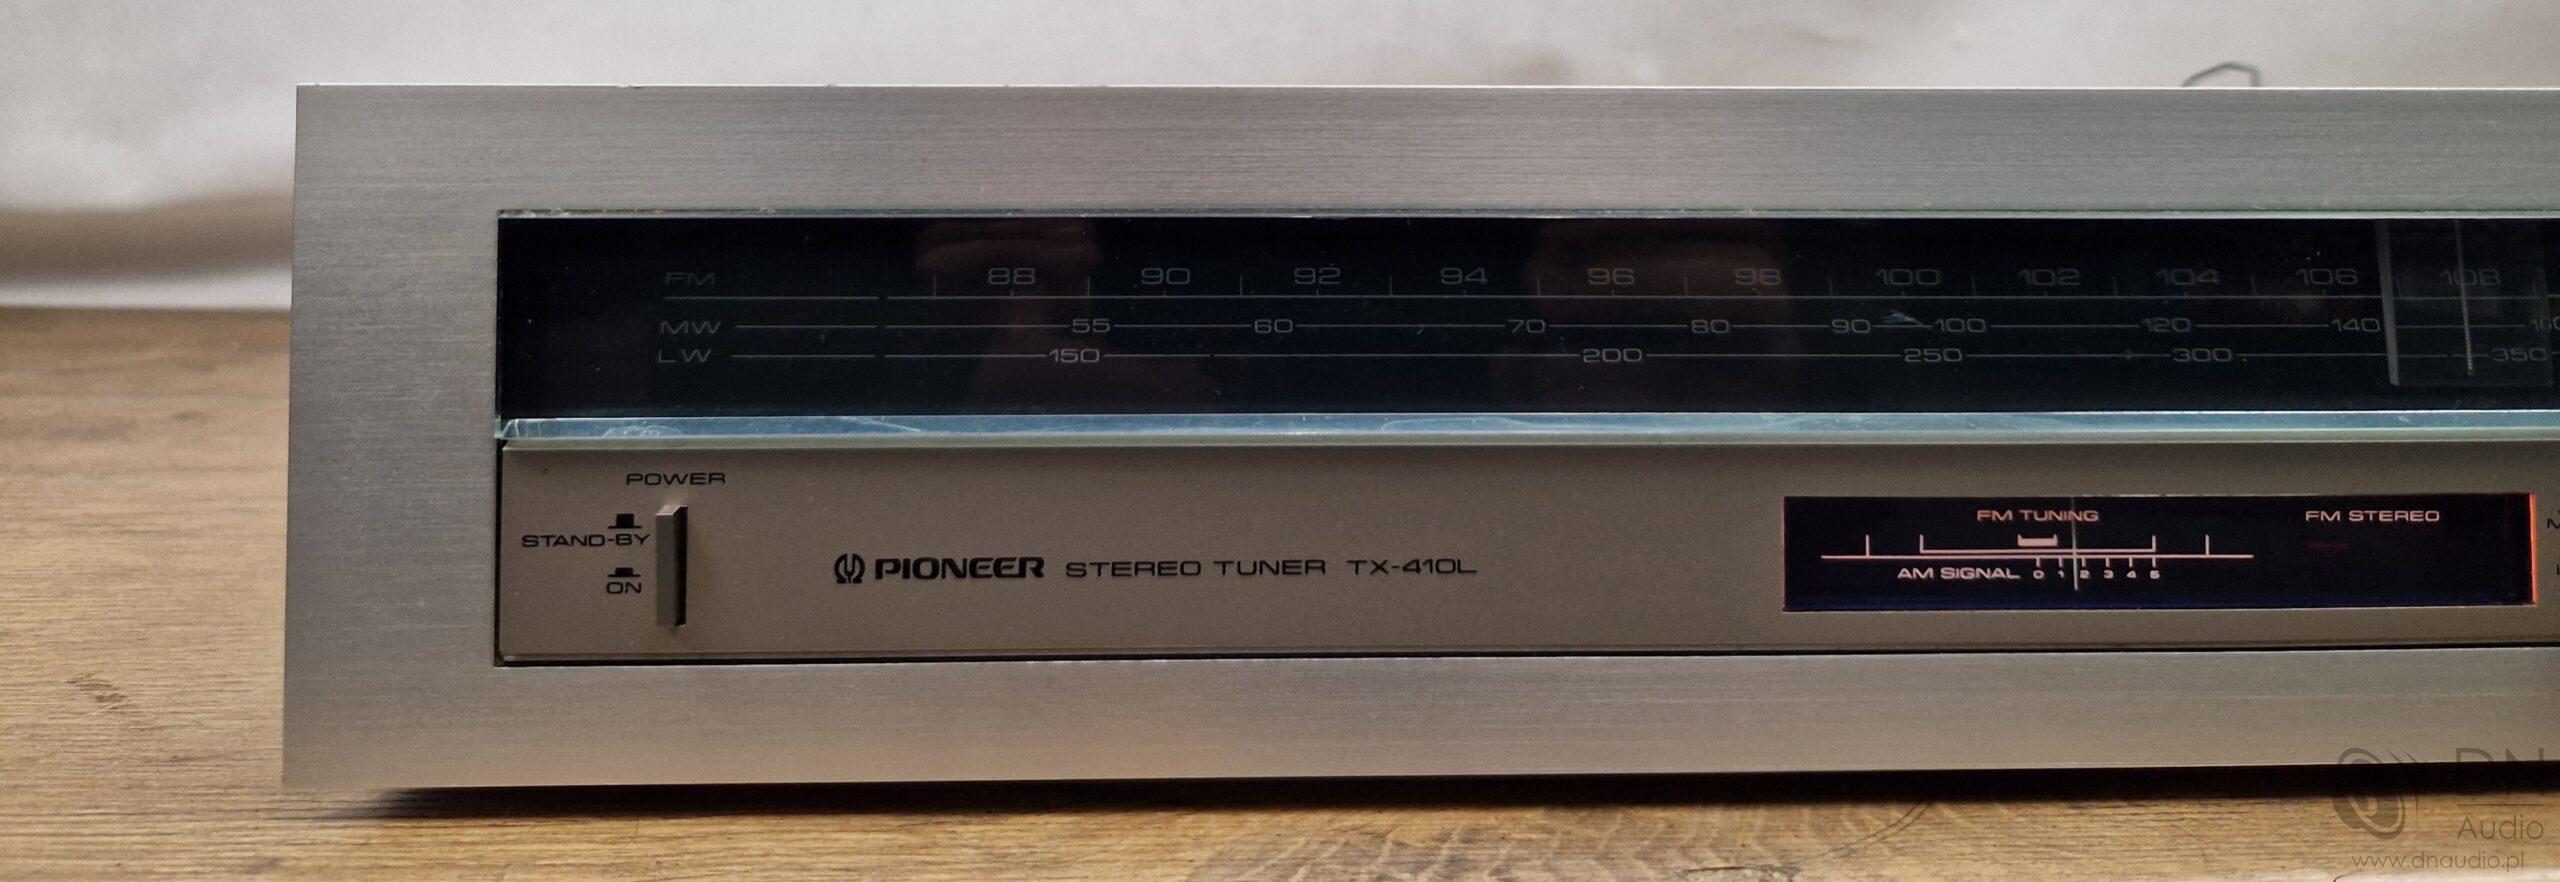 FM 88 90 92 94 96 98 100 102 104 106 108
MW 55 60 70 80 90 100 120 140
LW 150 200 250 300 350
POWER
STAND-BY
ON
PIONEER STEREO TUNER TX-410L
FM TUNING
FM STEREO
AM SIGNAL 0 1 2 3 4 5
DN
Audio
www.dnaudio.pl